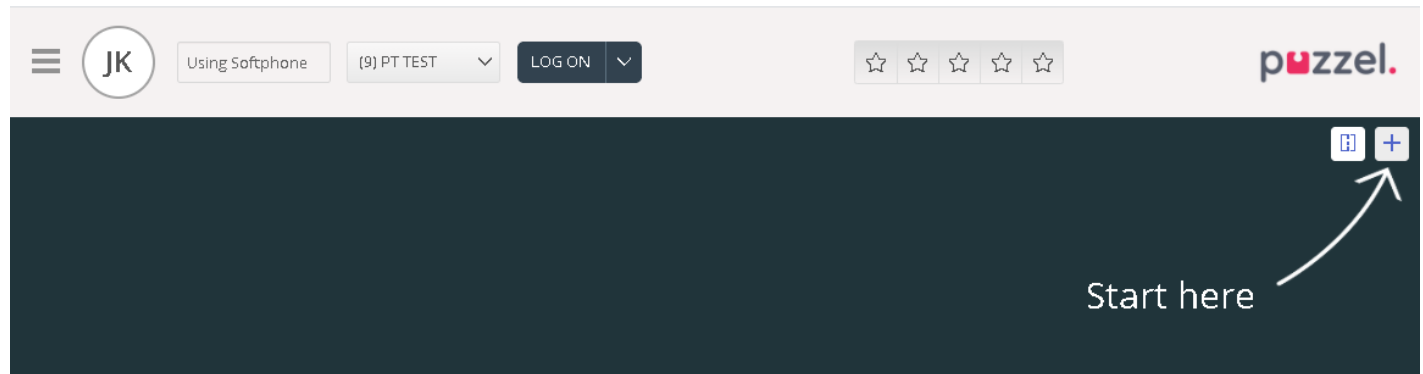 JK
Using Softphone
(9) PT TEST
LOG ON
puzzel.
Start here